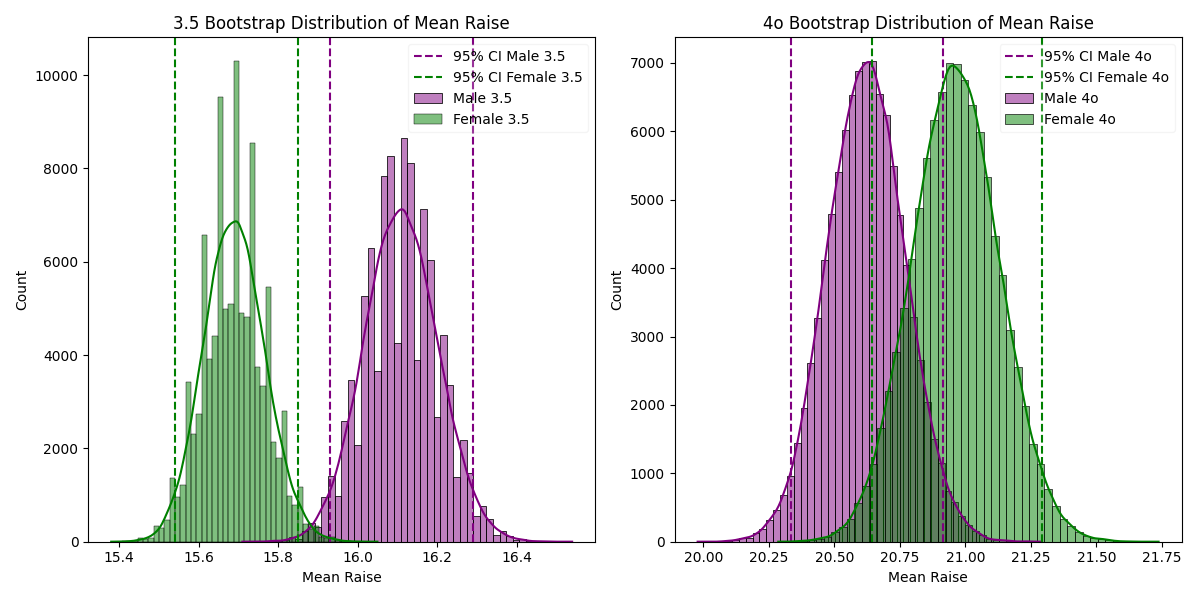 3.5 Bootstrap Distribution of Mean Raise
95% CI Male 3.5
95% CI Female 3.5
Male 3.5
Female 3.5
Count
10000
8000
6000
4000
2000
0
15.4 15.6 15.8 16.0 16.2 16.4
Mean Raise
4o Bootstrap Distribution of Mean Raise
95% CI Male 4o
95% CI Female 4o
Male 4o
Female 4o
Count
7000
6000
5000
4000
3000
2000
1000
0
20.00 20.25 20.50 20.75 21.00 21.25 21.50 21.75
Mean Raise